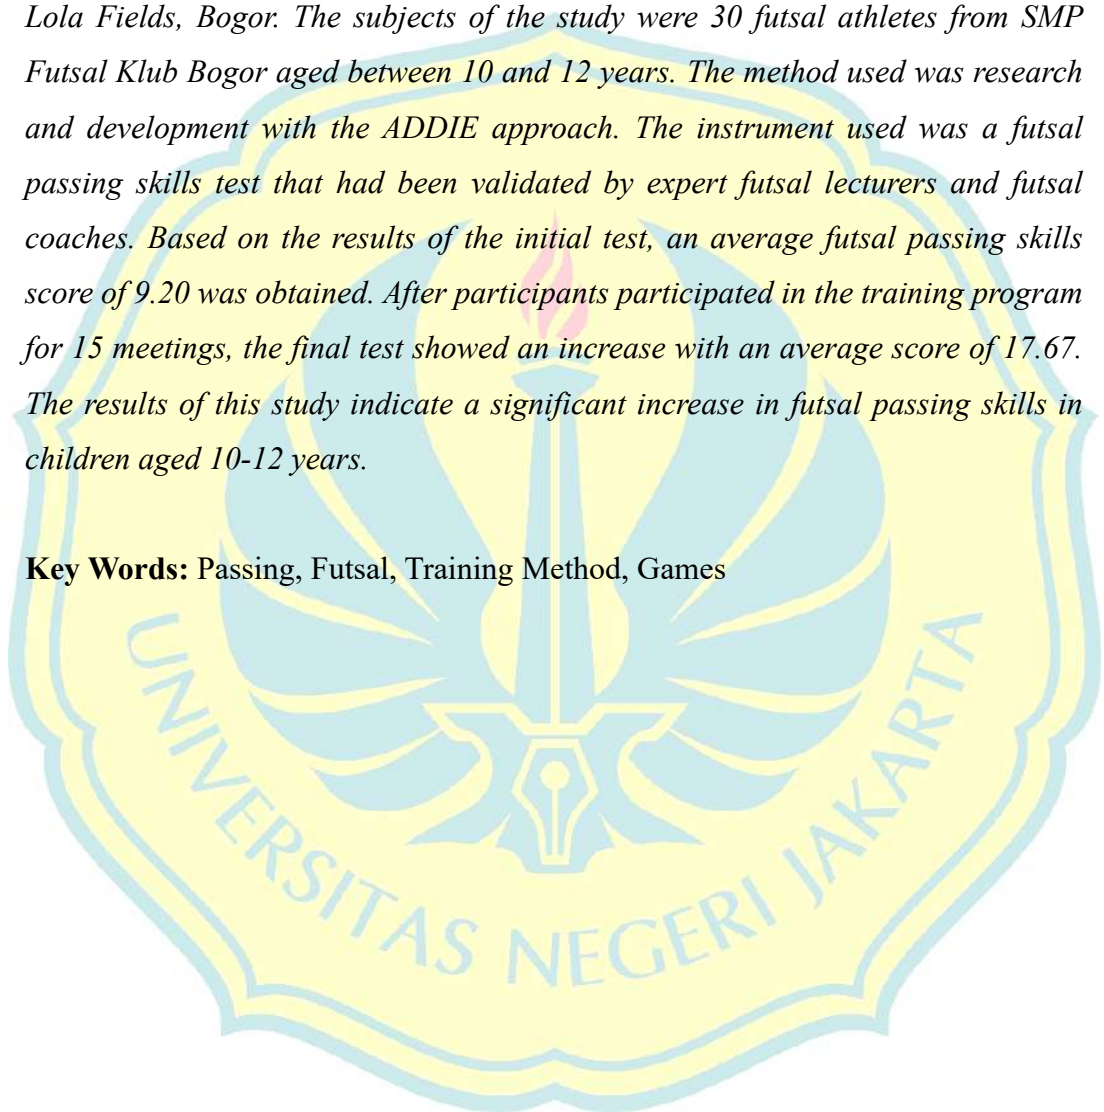 Lola Fields, Bogor. The subjects of the study were 30 futsal athletes from SMP
Futsal Klub Bogor aged between 10 and 12 years. The method used was research
and development with the ADDIE approach. The instrument used was a futsal
passing skills test that had been validated by expert futsal lecturers and futsal
coaches. Based on the results of the initial test, an average futsal passing skills
score of 9.20 was obtained. After participants participated in the training program
for 15 meetings, the final test showed an increase with an average score of 17.67.
The results of this study indicate a significant increase in futsal passing skills in
children aged 10-12 years.
Key Words: Passing, Futsal, Training Method, Games
UNIVERSITAS NEGERI JAKARTA